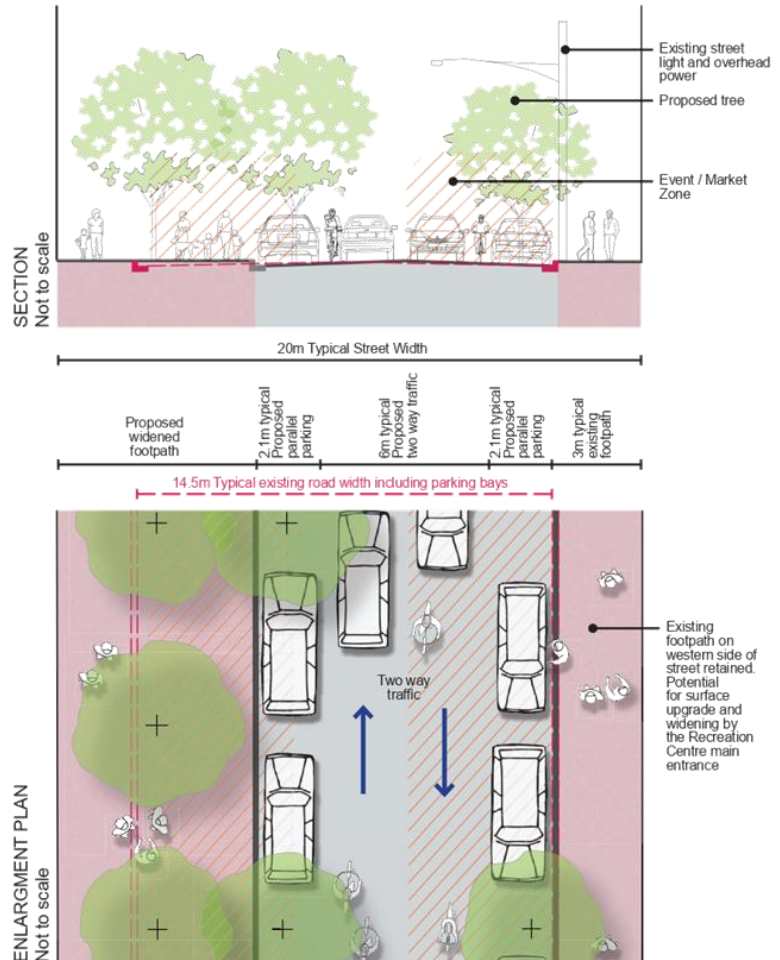 Existing street
light and overhead
power
Proposed tree
Event / Market
Zone
SECTION
Not to scale
20m Typical Street Width
Proposed
widened
footpath
2.1m typical
Proposed
parallel
parking
6m typical
Proposed
two way traffic
2.1m typical
Proposed
parallel
parking
3m typical
existing
footpath
14.5m Typical existing road width including parking bays
Two way
traffic
Existing
footpath on
western side of
street retained.
Potential
for surface
upgrade and
widening by
the Recreation
Centre main
entrance
ENLARGMENT PLAN
Not to scale